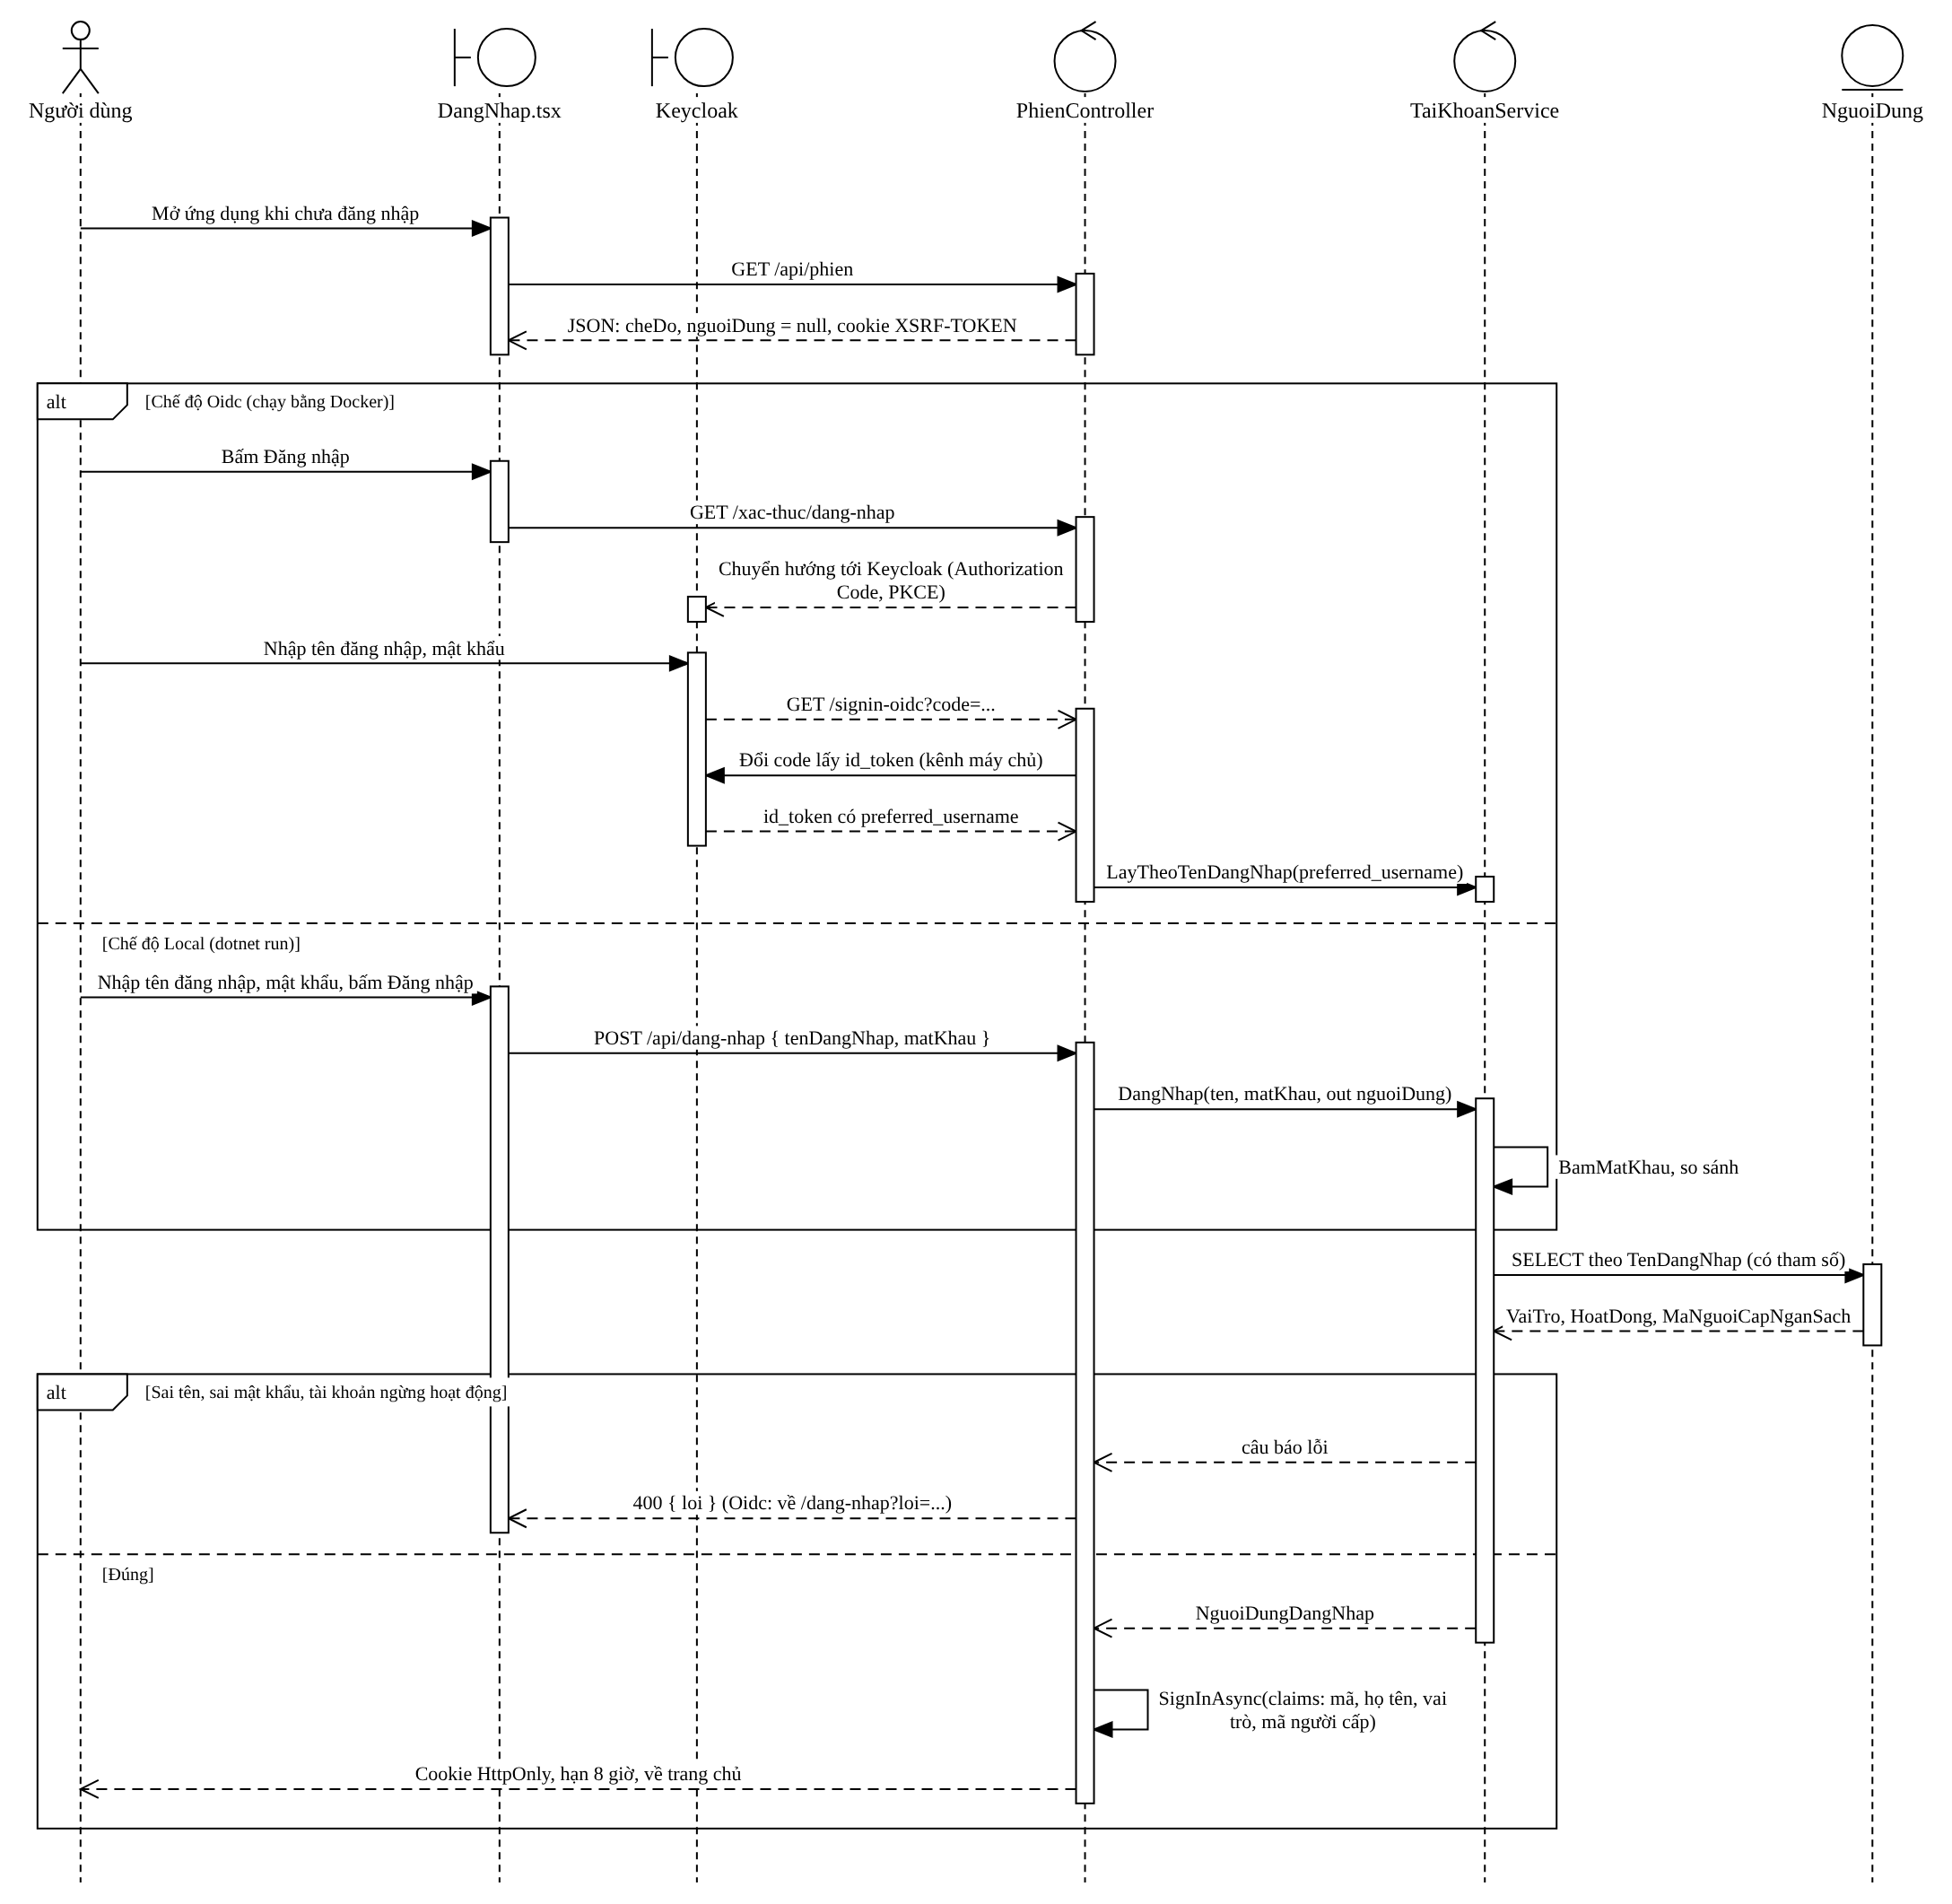 Người dùng
DangNhap.tsx
Keycloak
PhienController
TaiKhoanService
NguoiDung
Mở ứng dụng khi chưa đăng nhập
GET /api/phien
JSON: cheDo, nguoiDung = null, cookie XSRF-TOKEN
alt
[Chế độ Oidc (chạy bằng Docker)]
Bấm Đăng nhập
GET /xac-thuc/dang-nhap
Chuyển hướng tới Keycloak (Authorization
Code, PKCE)
Nhập tên đăng nhập, mật khẩu
GET /signin-oidc?code=...
Đổi code lấy id_token (kênh máy chủ)
id_token có preferred_username
LayTheoTenDangNhap(preferred_username)
[Chế độ Local (dotnet run)]
Nhập tên đăng nhập, mật khẩu, bấm Đăng nhập
POST /api/dang-nhap { tenDangNhap, matKhau }
DangNhap(ten, matKhau, out nguoiDung)
BamMatKhau, so sánh
SELECT theo TenDangNhap (có tham số)
VaiTro, HoatDong, MaNguoiCapNganSach
alt
[Sai tên, sai mật khẩu, tài khoản ngừng hoạt động]
câu báo lỗi
400 { loi } (Oidc: về /dang-nhap?loi=...)
[Đúng]
NguoiDungDangNhap
SignInAsync(claims: mã, họ tên, vai
trò, mã người cấp)
Cookie HttpOnly, hạn 8 giờ, về trang chủ